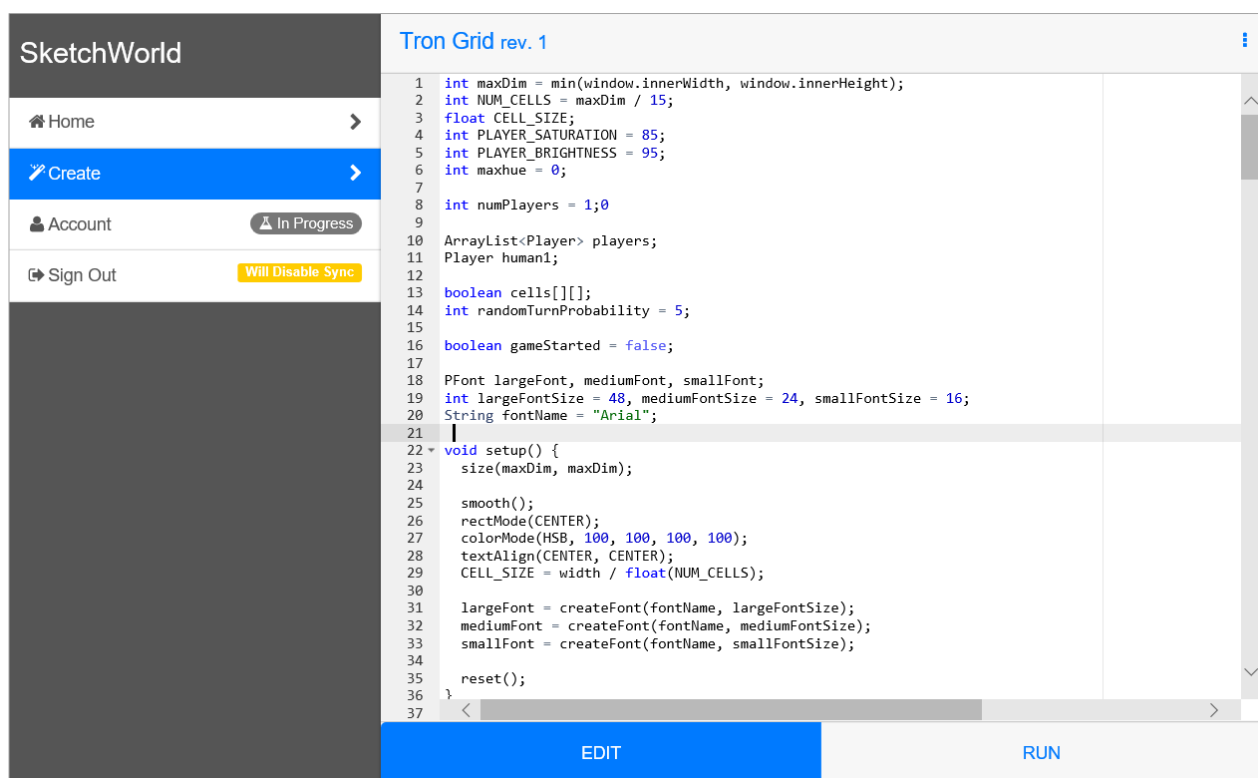 SketchWorld
Home
Create
Account
In Progress
Sign Out
Will Disable Sync
Tron Grid rev. 1
1 int maxDim = min(window.innerWidth, window.innerHeight);
2 int NUM_CELLS = maxDim / 15;
3 float CELL_SIZE;
4 int PLAYER_SATURATION = 85;
5 int PLAYER_BRIGHTNESS = 95;
6 int maxhue = 0;
7
8 int numPlayers = 1;0
9
10 ArrayList<Player> players;
11 Player human1;
12
13 boolean cells[][];
14 int randomTurnProbability = 5;
15
16 boolean gameStarted = false;
17
18 PFont largeFont, mediumFont, smallFont;
19 int largeFontSize = 48, mediumFontSize = 24, smallFontSize = 16;
20 String fontName = "Arial";
21
22 void setup() {
23   size(maxDim, maxDim);
24
25   smooth();
26   rectMode(CENTER);
27   colorMode(HSB, 100, 100, 100, 100);
28   textAlign(CENTER, CENTER);
29   CELL_SIZE = width / float(NUM_CELLS);
30
31   largeFont = createFont(fontName, largeFontSize);
32   mediumFont = createFont(fontName, mediumFontSize);
33   smallFont = createFont(fontName, smallFontSize);
34
35   reset();
36 }
37
EDIT
RUN